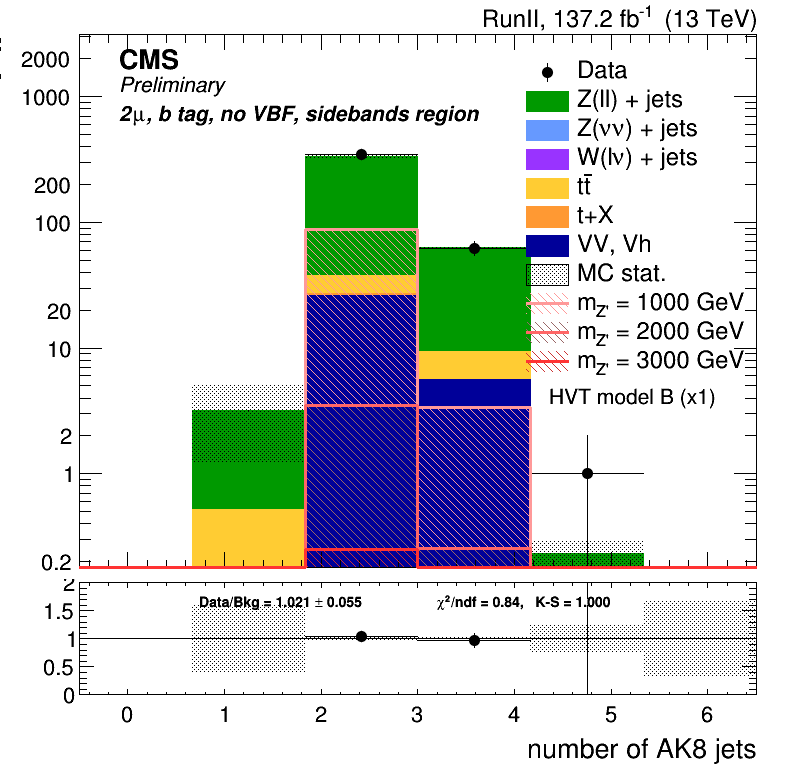 RunII, 137.2 fb⁻¹ (13 TeV)
CMS
Preliminary
2μ, b tag, no VBF, sidebands region
Data
Z(ll) + jets
Z(νν) + jets
W(lν) + jets
tt̄
t+X
VV, Vh
MC stat.
m_Z' = 1000 GeV
m_Z' = 2000 GeV
m_Z' = 3000 GeV
HVT model B (x1)
2000
1000
200
100
20
10
2
1
0.2
Data/Bkg = 1.021 ± 0.055
χ²/ndf = 0.84, K-S = 1.000
2
1.5
1
0.5
0
0 1 2 3 4 5 6
number of AK8 jets